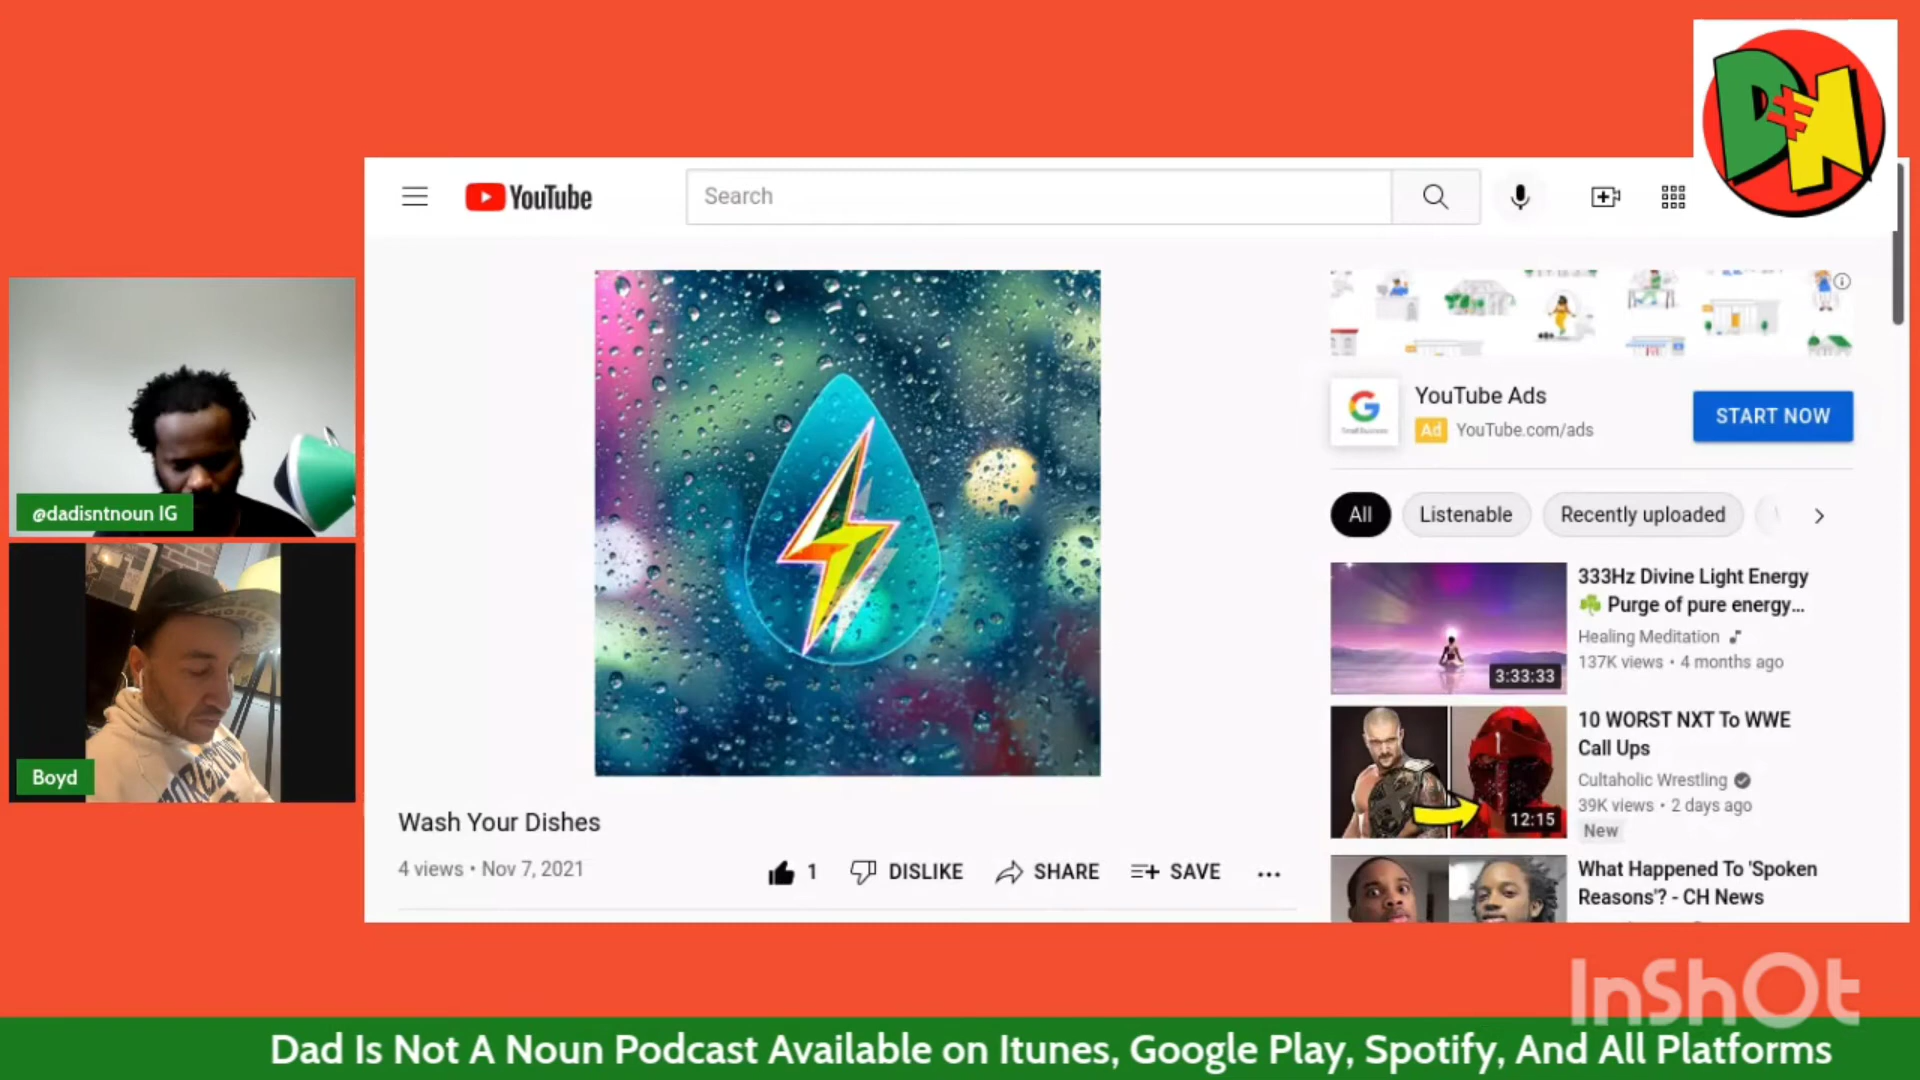 YouTube
Search
YouTube Ads
Ad YouTube.com/ads
START NOW
All
Listenable
Recently uploaded
333Hz Divine Light Energy
☘️ Purge of pure energy...
Healing Meditation
137K views • 4 months ago
3:33:33
10 WORST NXT To WWE
Call Ups
Cultaholic Wrestling
39K views • 2 days ago
New
12:15
What Happened To 'Spoken
Reasons'? - CH News
@dadisntnoun IG
Boyd
Wash Your Dishes
4 views • Nov 7, 2021
1
DISLIKE
SHARE
SAVE
InShOt
Dad Is Not A Noun Podcast Available on Itunes, Google Play, Spotify, And All Platforms